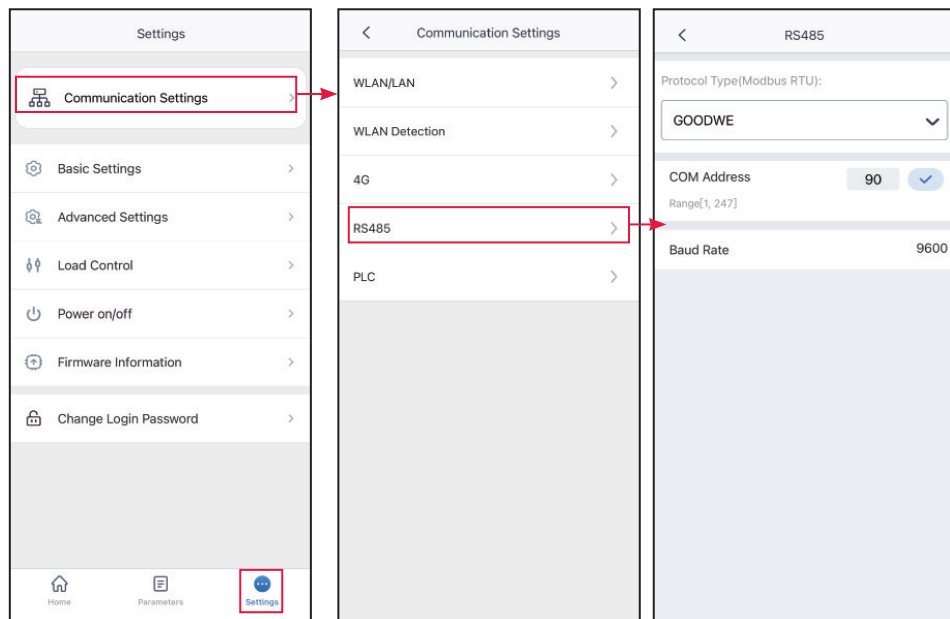 Settings
Communication Settings
Basic Settings
Advanced Settings
Load Control
Power on/off
Firmware Information
Change Login Password
Home
Parameters
Settings
Communication Settings
WLAN/LAN
WLAN Detection
4G
RS485
PLC
RS485
Protocol Type(Modbus RTU):
GOODWE
COM Address 90
Range[1, 247]
Baud Rate 9600